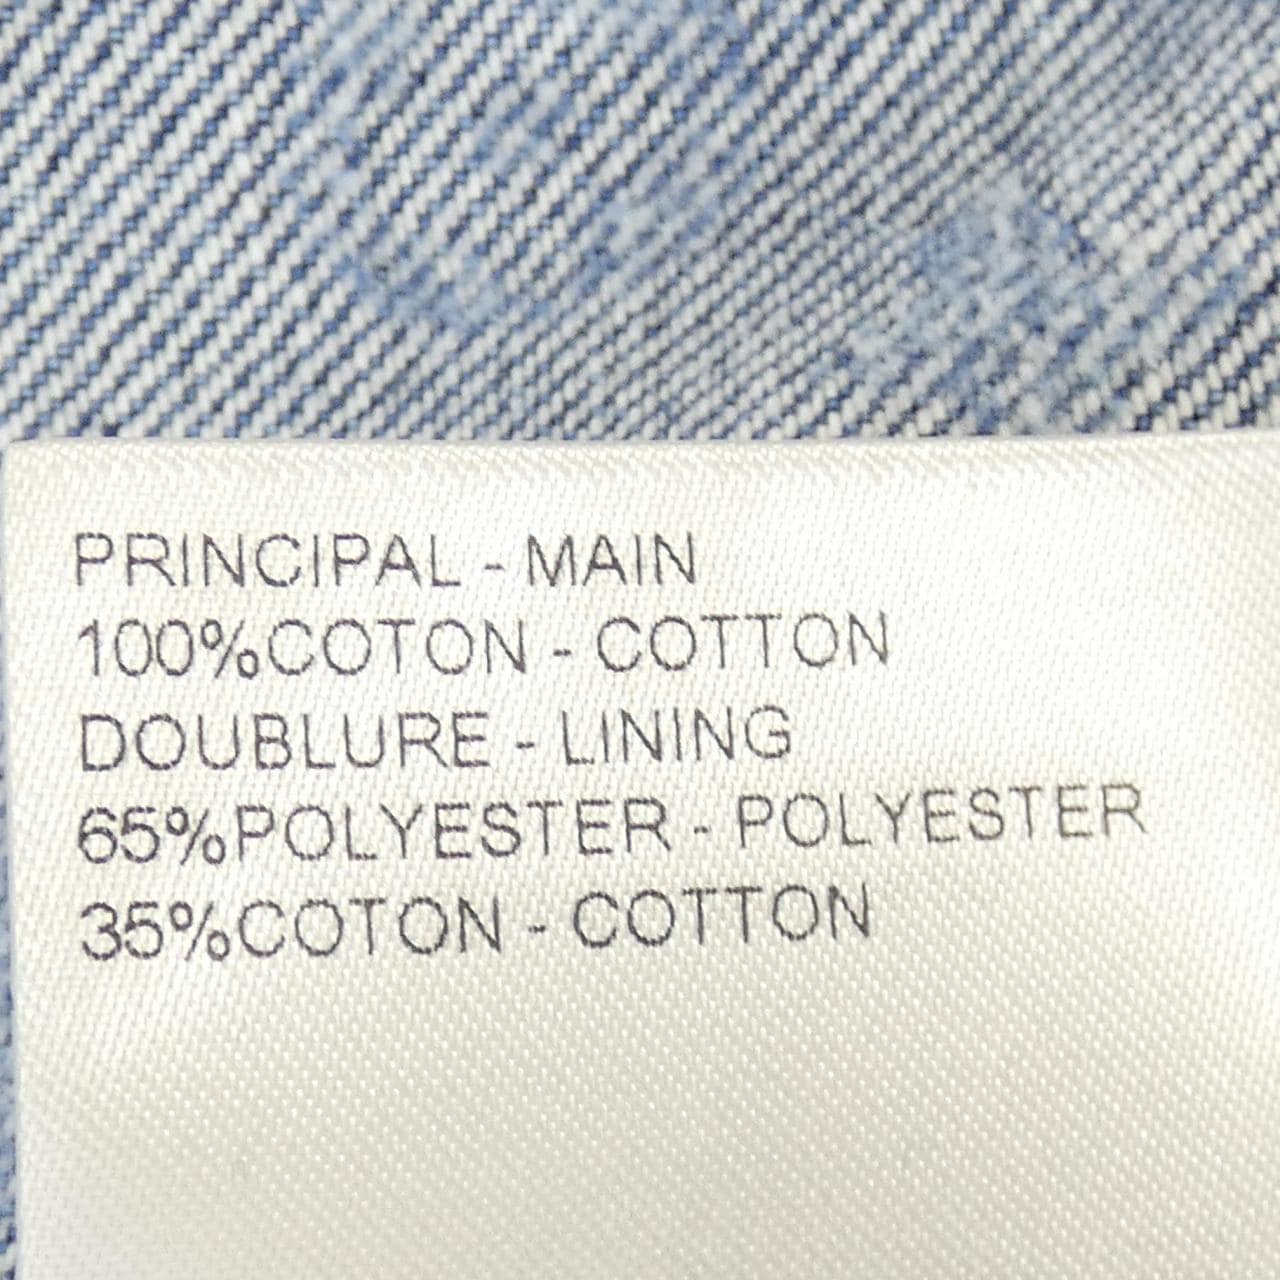 PRINCIPAL - MAIN
100%COTON - COTTON
DOUBLURE - LINING
65%POLYESTER - POLYESTER
35%COTON - COTTON